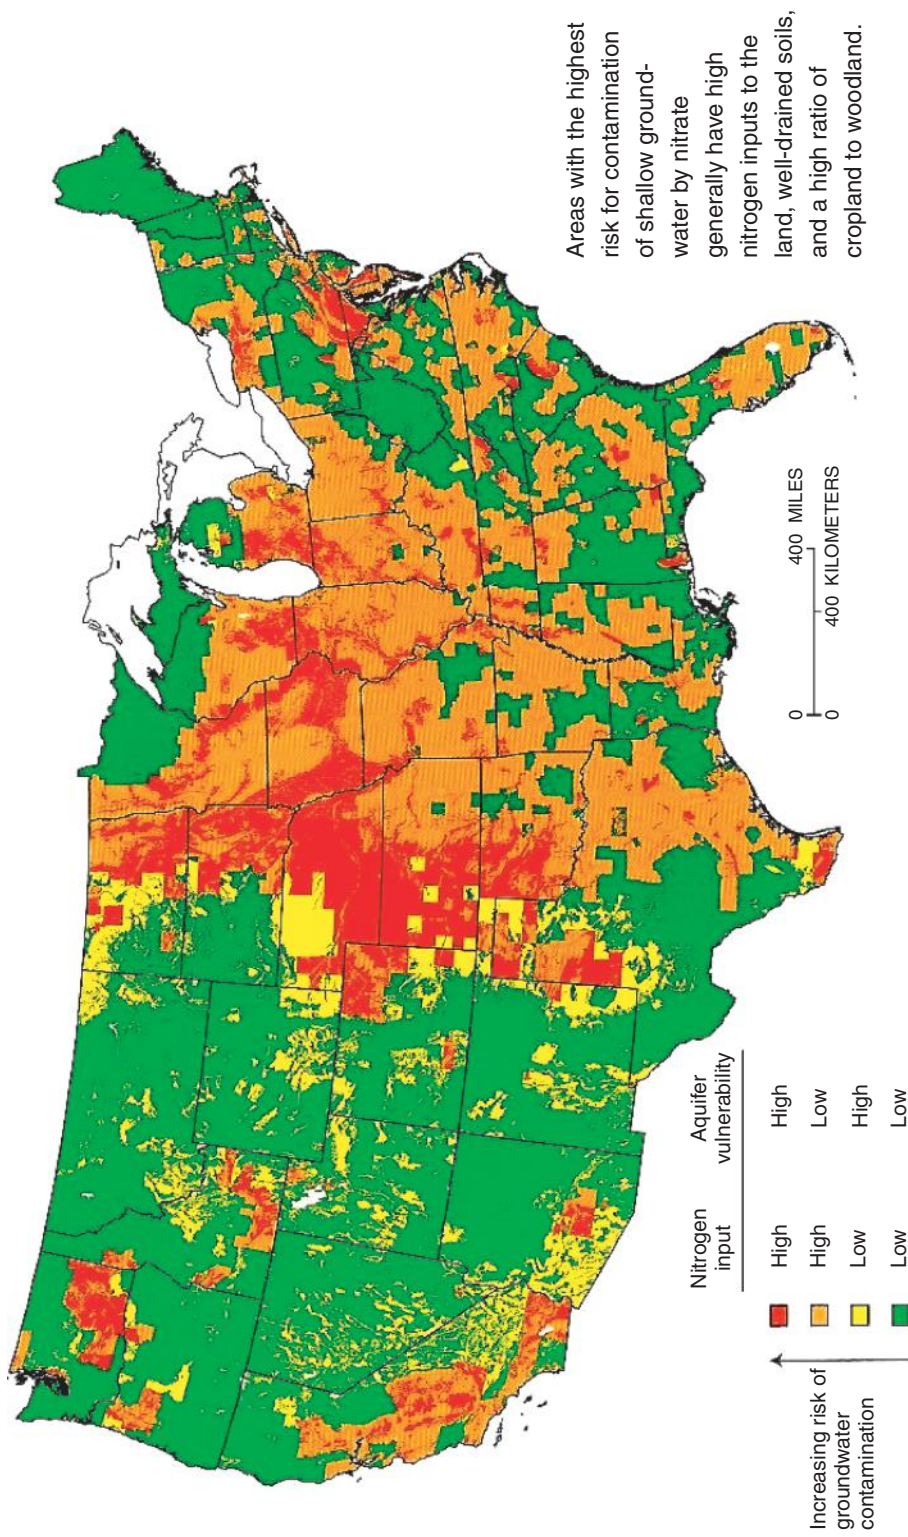 Areas with the highest
risk for contamination
of shallow ground-
water by nitrate
generally have high
nitrogen inputs to the
land, well-drained soils,
and a high ratio of
cropland to woodland.
0 400 MILES
0 400 KILOMETERS
Nitrogen Aquifer
input vulnerability
High High
High Low
Low High
Low Low
Increasing risk of
groundwater
contamination